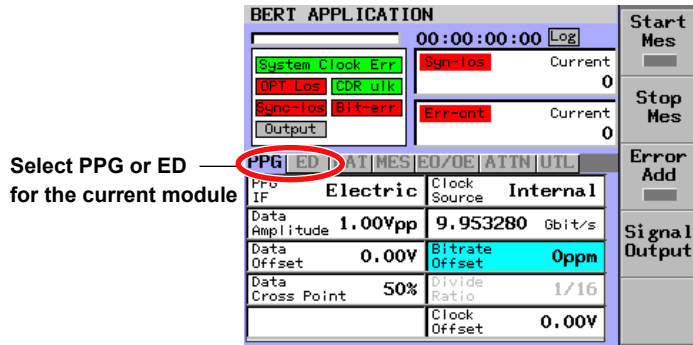 BERT APPLICATION
00:00:00:00 Log
System Clock Err
OPT Los CDR ulk
Sync-los Bit-err
Output
Syn-los Current
0
Err-cnt Current
0
Start
Mes
Stop
Mes
Error
Add
Signal
Output
Select PPG or ED
for the current module
PPG ED PAT MES EO/OE ATTN UTL
PPG
IF Electric
Clock
Source Internal
Data
Amplitude 1.00Vpp
9.953280 Gbit/s
Data
Offset 0.00V
Bitrate
Offset 0ppm
Data
Cross Point 50%
Divide
Ratio 1/16
Clock
Offset 0.00V